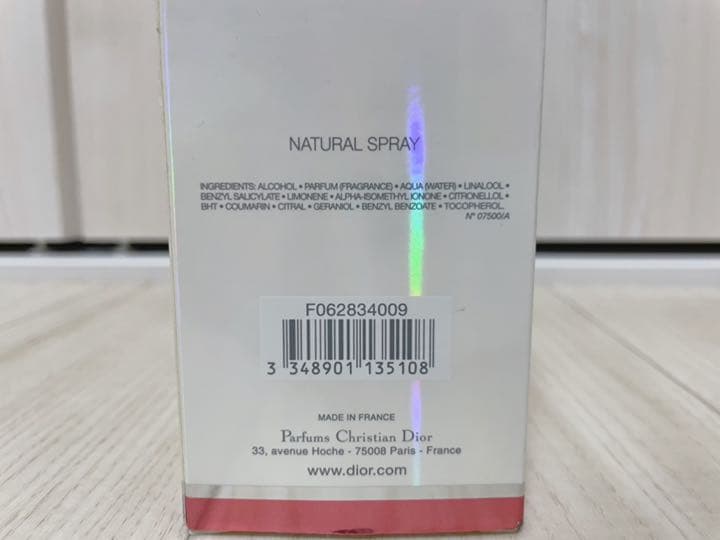 NATURAL SPRAY
INGREDIENTS: ALCOHOL • PARFUM (FRAGRANCE) • AQUA (WATER) • LINALOOL •
BENZYL SALICYLATE • LIMONENE • ALPHA-ISOMETHYL IONONE • CITRONELLOL •
BHT • COUMARIN • CITRAL • GERANIOL • BENZYL BENZOATE • TOCOPHEROL.
N° 07500/A
F062834009
3 348901 135108
MADE IN FRANCE
Parfums Christian Dior
33, avenue Hoche - 75008 Paris - France
www.dior.com